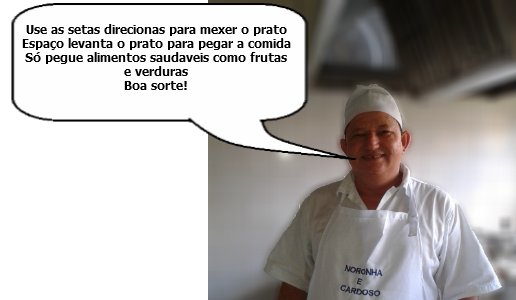 Use as setas direcionas para mexer o prato
Espaço levanta o prato para pegar a comida
Só pegue alimentos saudaveis como frutas
e verduras
Boa sorte!
NORONHA
E
CARDOSO